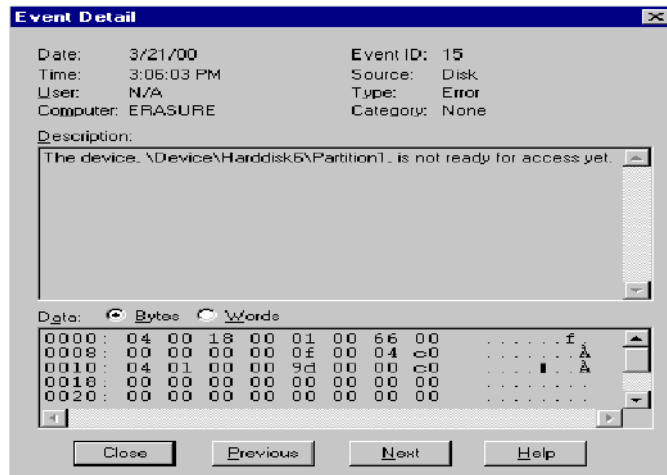 Event Detail
Date: 3/21/00 Event ID: 15
Time: 3:06:03 PM Source: Disk
User: N/A Type: Error
Computer: ERASURE Category: None
Description:
The device, \Device\Harddisk6\Partition1, is not ready for access yet.
Data: Bytes Words
0000: 04 00 18 00 01 00 66 00 ......f.
0008: 00 00 00 00 0f 00 04 c0 .......À
0010: 04 01 00 00 9d 00 00 c0 .......À
0018: 00 00 00 00 00 00 00 00 ........
0020: 00 00 00 00 00 00 00 00 ........
Close Previous Next Help